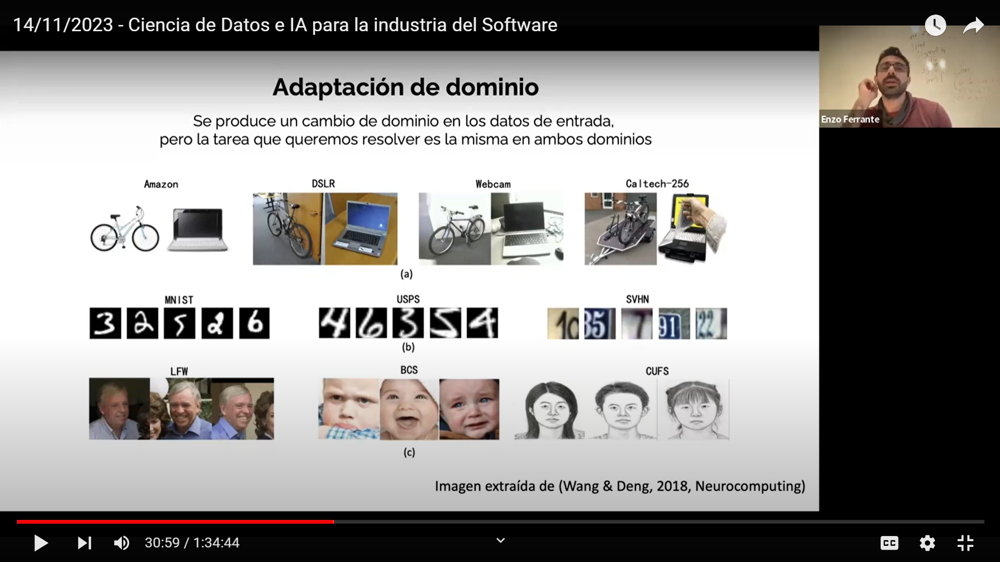 14/11/2023 - Ciencia de Datos e IA para la industria del Software
Adaptación de dominio
Se produce un cambio de dominio en los datos de entrada,
pero la tarea que queremos resolver es la misma en ambos dominios
Enzo Ferrante
Amazon DSLR Webcam Caltech-256
(a)
MNIST USPS SVHN
3 2 5 2 6 4 6 3 5 4 10 35 7 91 22
(b)
LFW BCS CUFS
(c)
Imagen extraída de (Wang & Deng, 2018, Neurocomputing)
30:59 / 1:34:44
CC